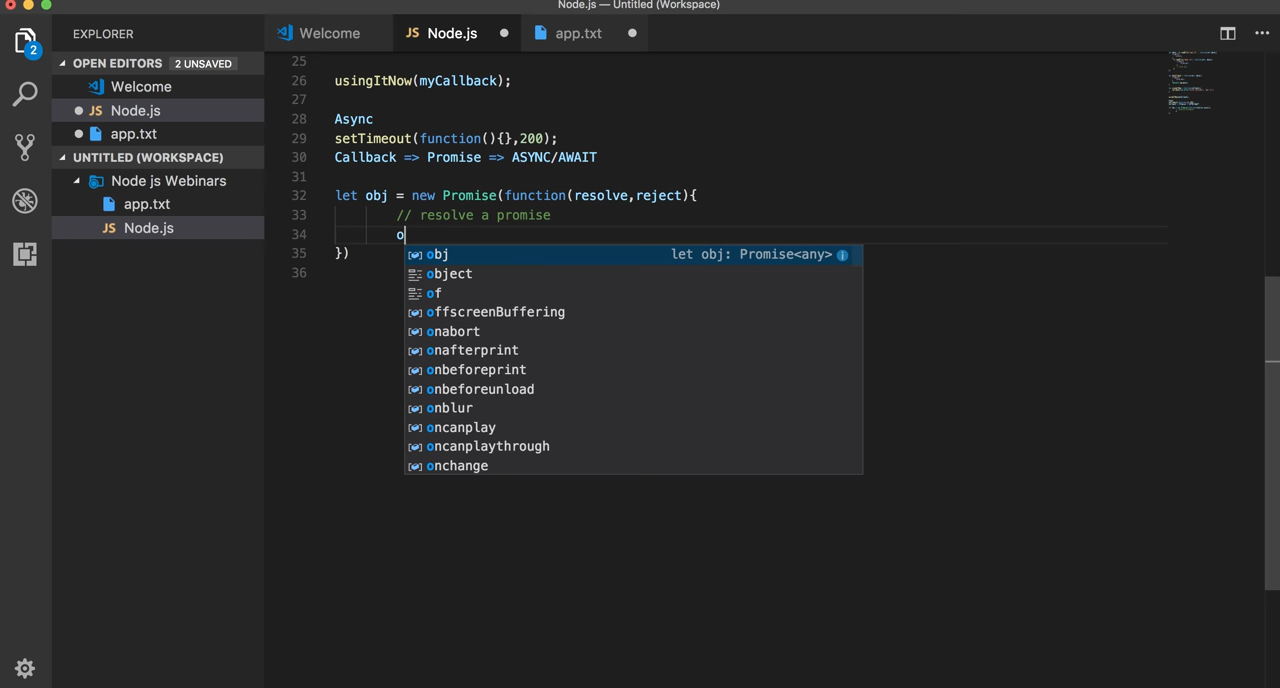 Node.js — Untitled (Workspace)
2
EXPLORER
Welcome
JS Node.js
app.txt
OPEN EDITORS 2 UNSAVED
Welcome
JS Node.js
app.txt
UNTITLED (WORKSPACE)
Node js Webinars
app.txt
JS Node.js
25
26 usingItNow(myCallback);
27
28 Async
29 setTimeout(function(){},200);
30 Callback => Promise => ASYNC/AWAIT
31
32 let obj = new Promise(function(resolve,reject){
33 // resolve a promise
34 o
35 })
36
obj let obj: Promise<any>
object
of
offscreenBuffering
onabort
onafterprint
onbeforeprint
onbeforeunload
onblur
oncanplay
oncanplaythrough
onchange